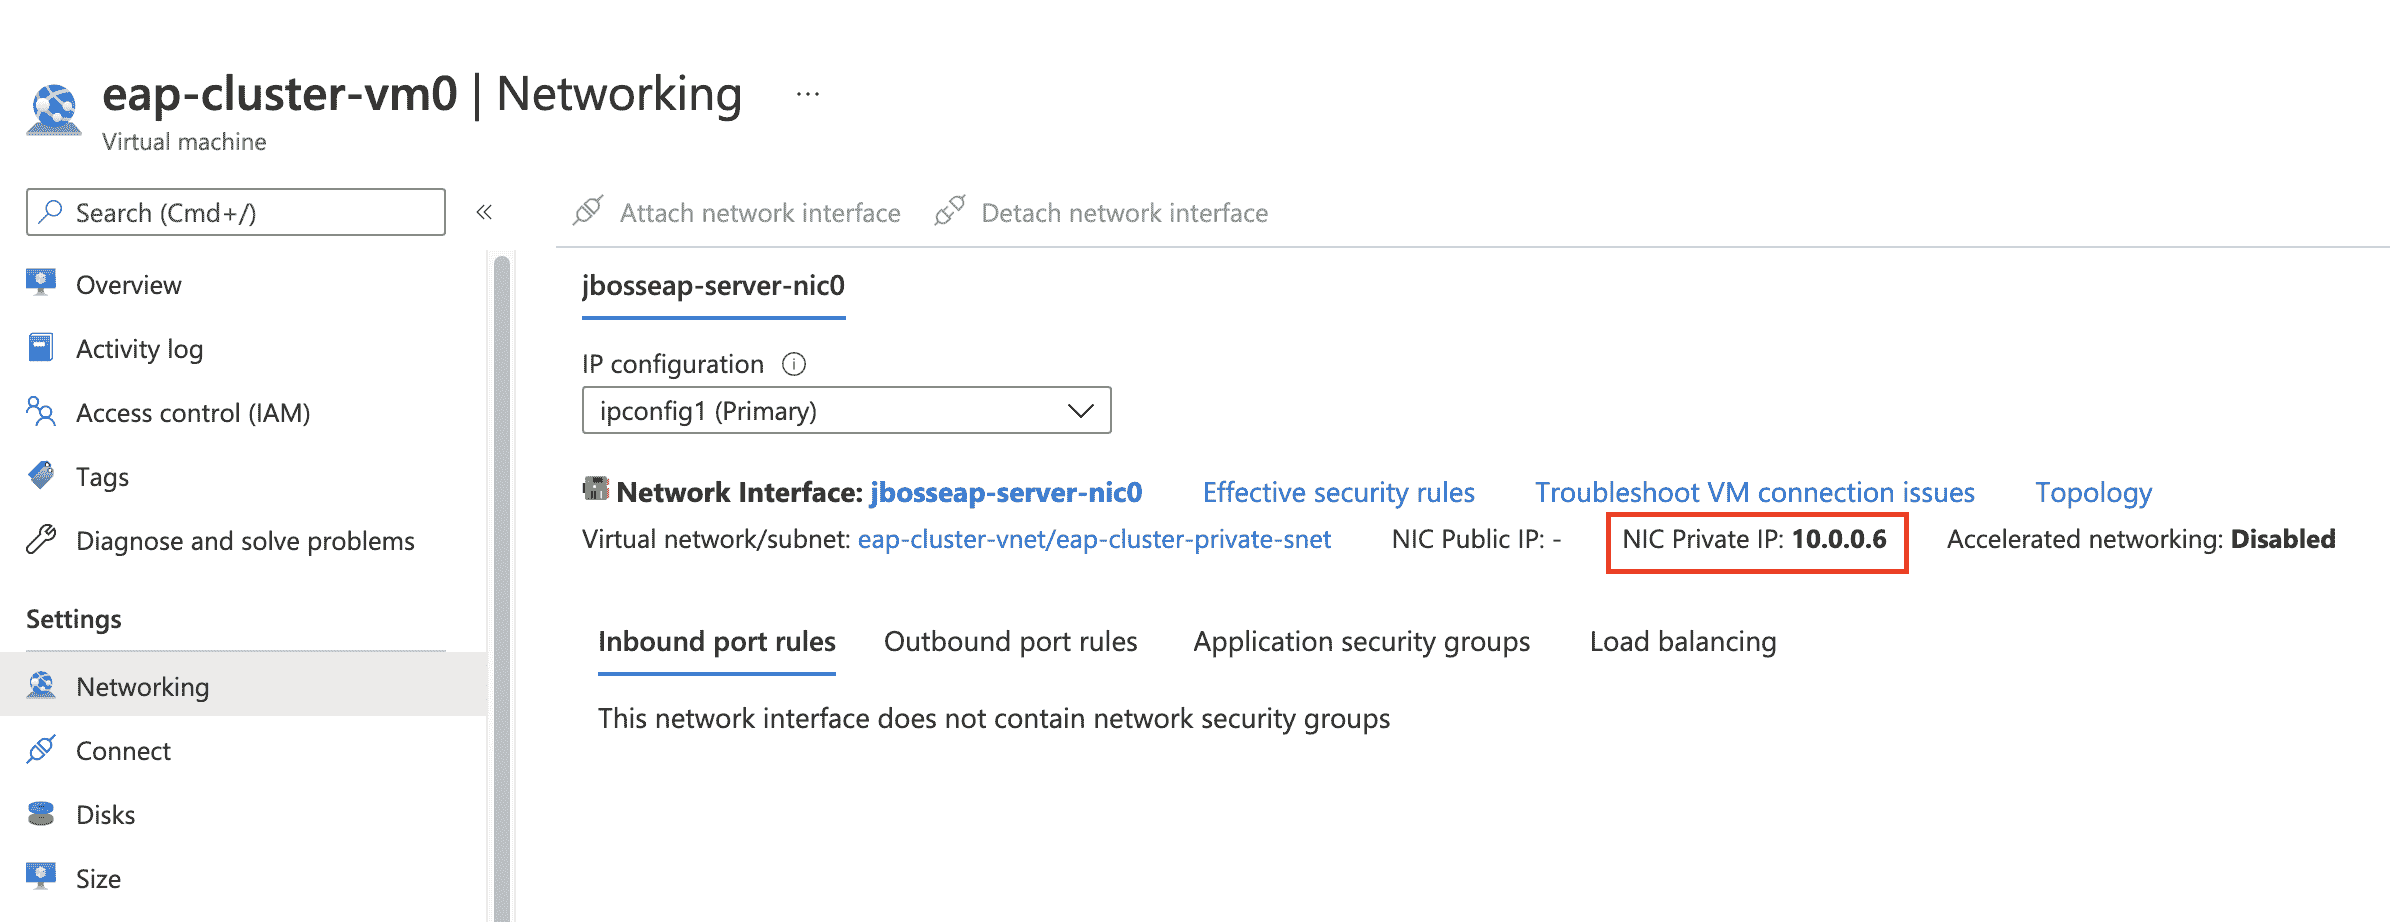 eap-cluster-vm0 | Networking ...
Virtual machine
Search (Cmd+/) «
Attach network interface Detach network interface
Overview
Activity log
Access control (IAM)
Tags
Diagnose and solve problems
Settings
Networking
Connect
Disks
Size
jbosseap-server-nic0
IP configuration
ipconfig1 (Primary)
Network Interface: jbosseap-server-nic0 Effective security rules Troubleshoot VM connection issues Topology
Virtual network/subnet: eap-cluster-vnet/eap-cluster-private-snet NIC Public IP: - NIC Private IP: 10.0.0.6 Accelerated networking: Disabled
Inbound port rules Outbound port rules Application security groups Load balancing
This network interface does not contain network security groups